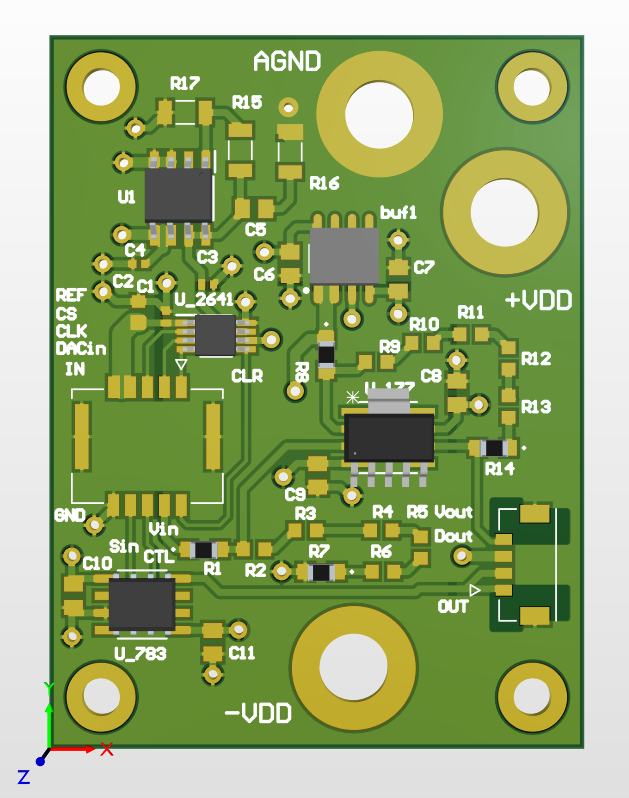 AGND
R17
R15
R16
U1
buf1
C5
C4
C3
C6
C7
C2
C1
REF
U_2641
+VDD
CS
CLK
DACin
IN
R10
R11
R9
R12
CLR
R8
C8
U_177
R13
R14
C9
GND
Vin
R3
R4
R5
Vout
Sin
CTL
Dout
R1
R2
R7
R6
C10
OUT
U_783
C11
-VDD
Y
X
Z